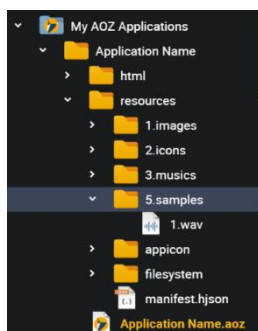 My AOZ Applications
Application Name
html
resources
1.images
2.icons
3.musics
5.samples
1.wav
appicon
filesystem
manifest.hjson
Application Name.aoz